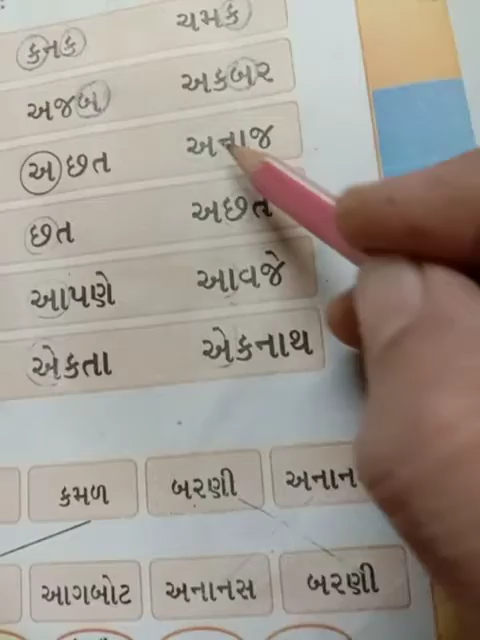 કનક ચમક
અજબ અકબર
અછત અનાજ
છત અછત
આપણે આવજે
એકતા એકનાથ
કમળ બરણી અનાન
આગબોટ અનાનસ બરણી